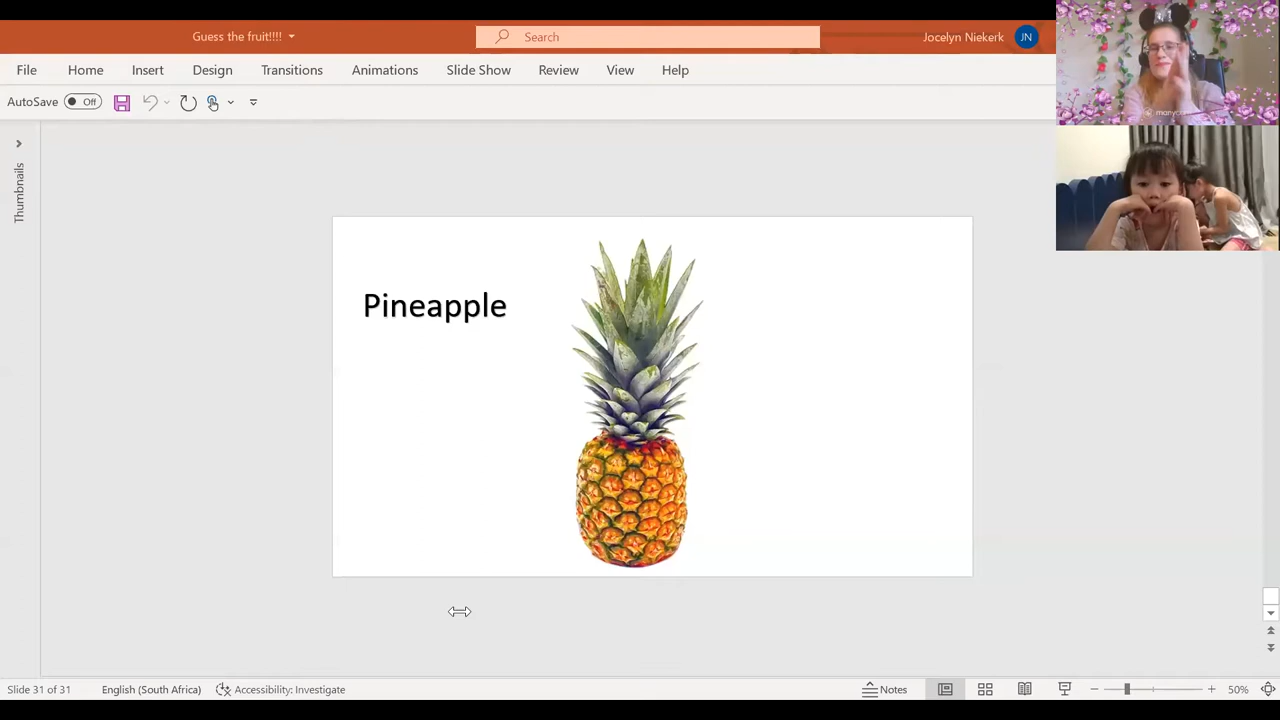 Guess the fruit!!!!
Search
Jocelyn Niekerk
JN
File Home Insert Design Transitions Animations Slide Show Review View Help
AutoSave Off
Thumbnails
Pineapple
Slide 31 of 31
English (South Africa)
Accessibility: Investigate
Notes
50%